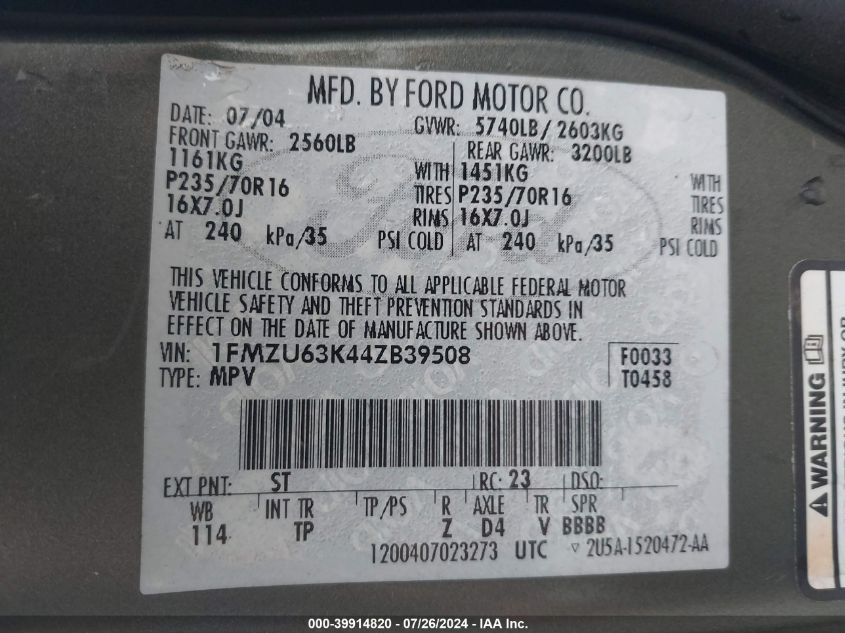 MFD. BY FORD MOTOR CO.
DATE: 07/04 GVWR: 5740LB / 2603KG
FRONT GAWR: 2560LB REAR GAWR: 3200LB
1161KG WITH 1451KG WITH
P235/70R16 TIRES P235/70R16 TIRES
16X7.0J RIMS 16X7.0J RIMS
AT 240 kPa/35 PSI COLD AT 240 kPa/35 PSI COLD
THIS VEHICLE CONFORMS TO ALL APPLICABLE FEDERAL MOTOR
VEHICLE SAFETY AND THEFT PREVENTION STANDARDS IN
EFFECT ON THE DATE OF MANUFACTURE SHOWN ABOVE.
VIN: 1FMZU63K44ZB39508 F0033
TYPE: MPV T0458
EXT PNT: ST RC: 23 DSO:
WB INT TR TP/PS R AXLE TR SPR
114 TP Z D4 V BBBB
1200407023273 UTC ▽ 2U5A-1520472-AA
⚠ WARNING
000-39914820 - 07/26/2024 - IAA Inc.